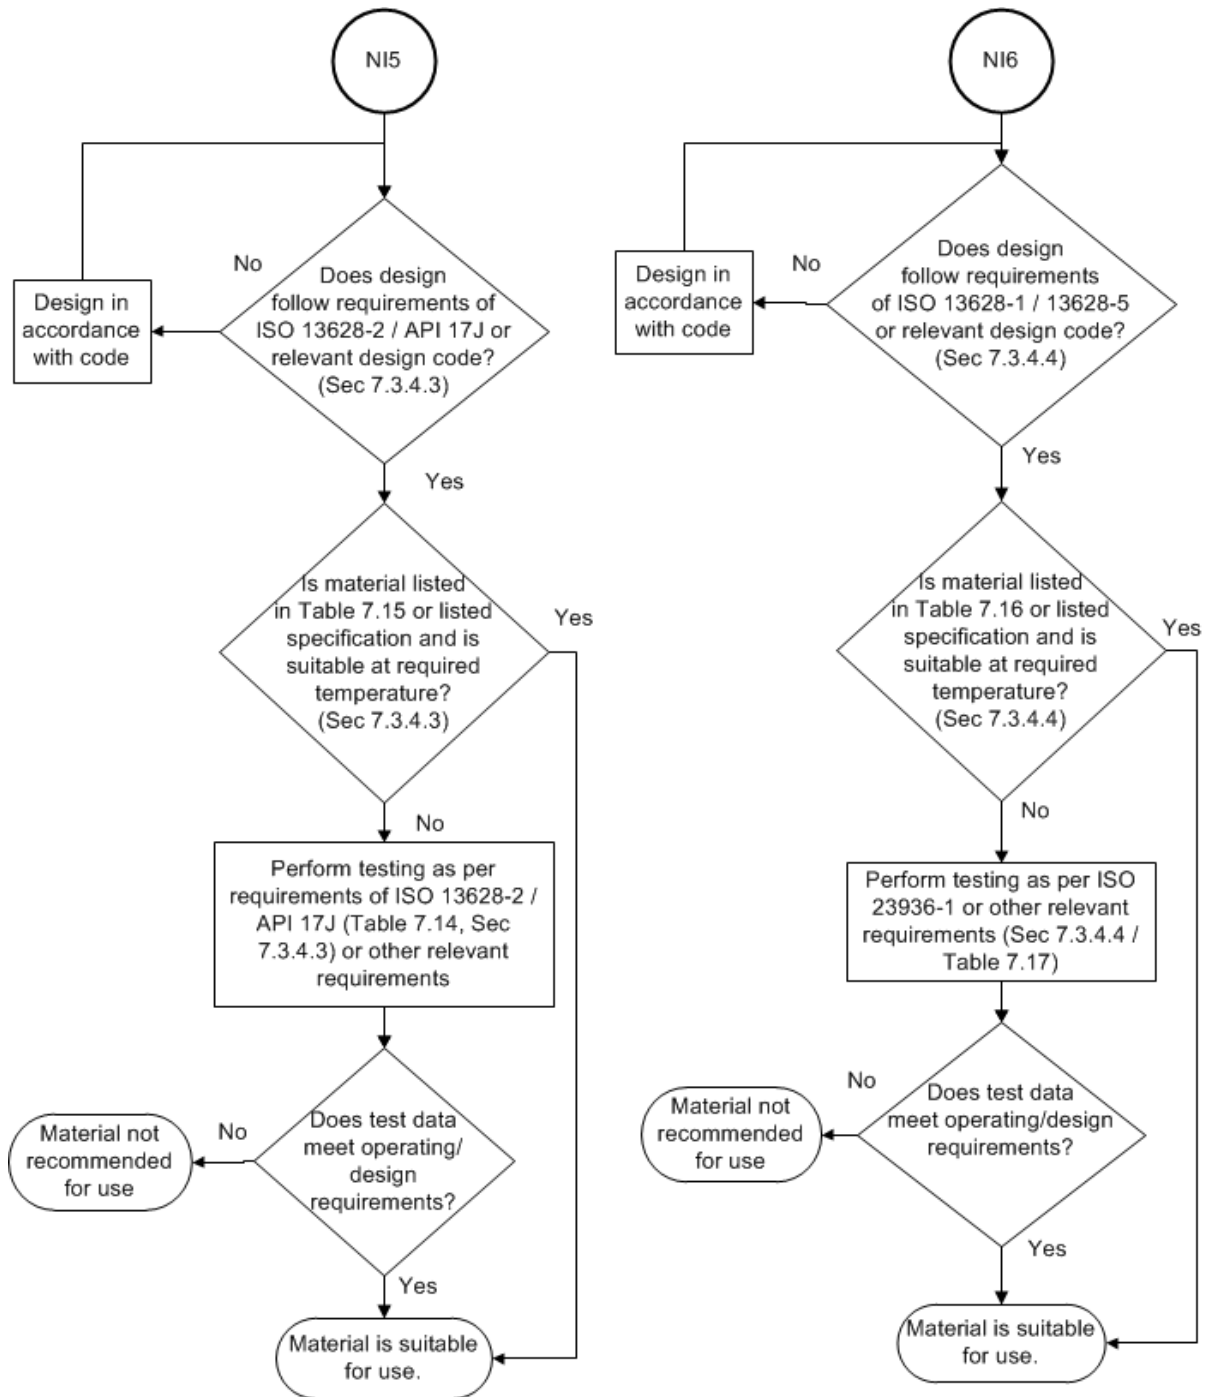 NI5
No
Does design
follow requirements of
ISO 13628-2 / API 17J or
relevant design code?
(Sec 7.3.4.3)
Design in
accordance
with code
Yes
Is material listed
in Table 7.15 or listed
specification and is
suitable at required
temperature?
(Sec 7.3.4.3)
Yes
No
Perform testing as per
requirements of ISO 13628-2 /
API 17J (Table 7.14, Sec
7.3.4.3) or other relevant
requirements
Does test data
meet operating/
design
requirements?
No
Material not
recommended
for use
Yes
Material is suitable
for use.
NI6
No
Does design
follow requirements
of ISO 13628-1 / 13628-5
or relevant design code?
(Sec 7.3.4.4)
Design in
accordance
with code
Yes
Is material listed
in Table 7.16 or listed
specification and is
suitable at required
temperature?
(Sec 7.3.4.4)
Yes
No
Perform testing as per ISO
23936-1 or other relevant
requirements (Sec 7.3.4.4 /
Table 7.17)
No
Does test data
meet operating/design
requirements?
Material not
recommended
for use
Yes
Material is suitable
for use.